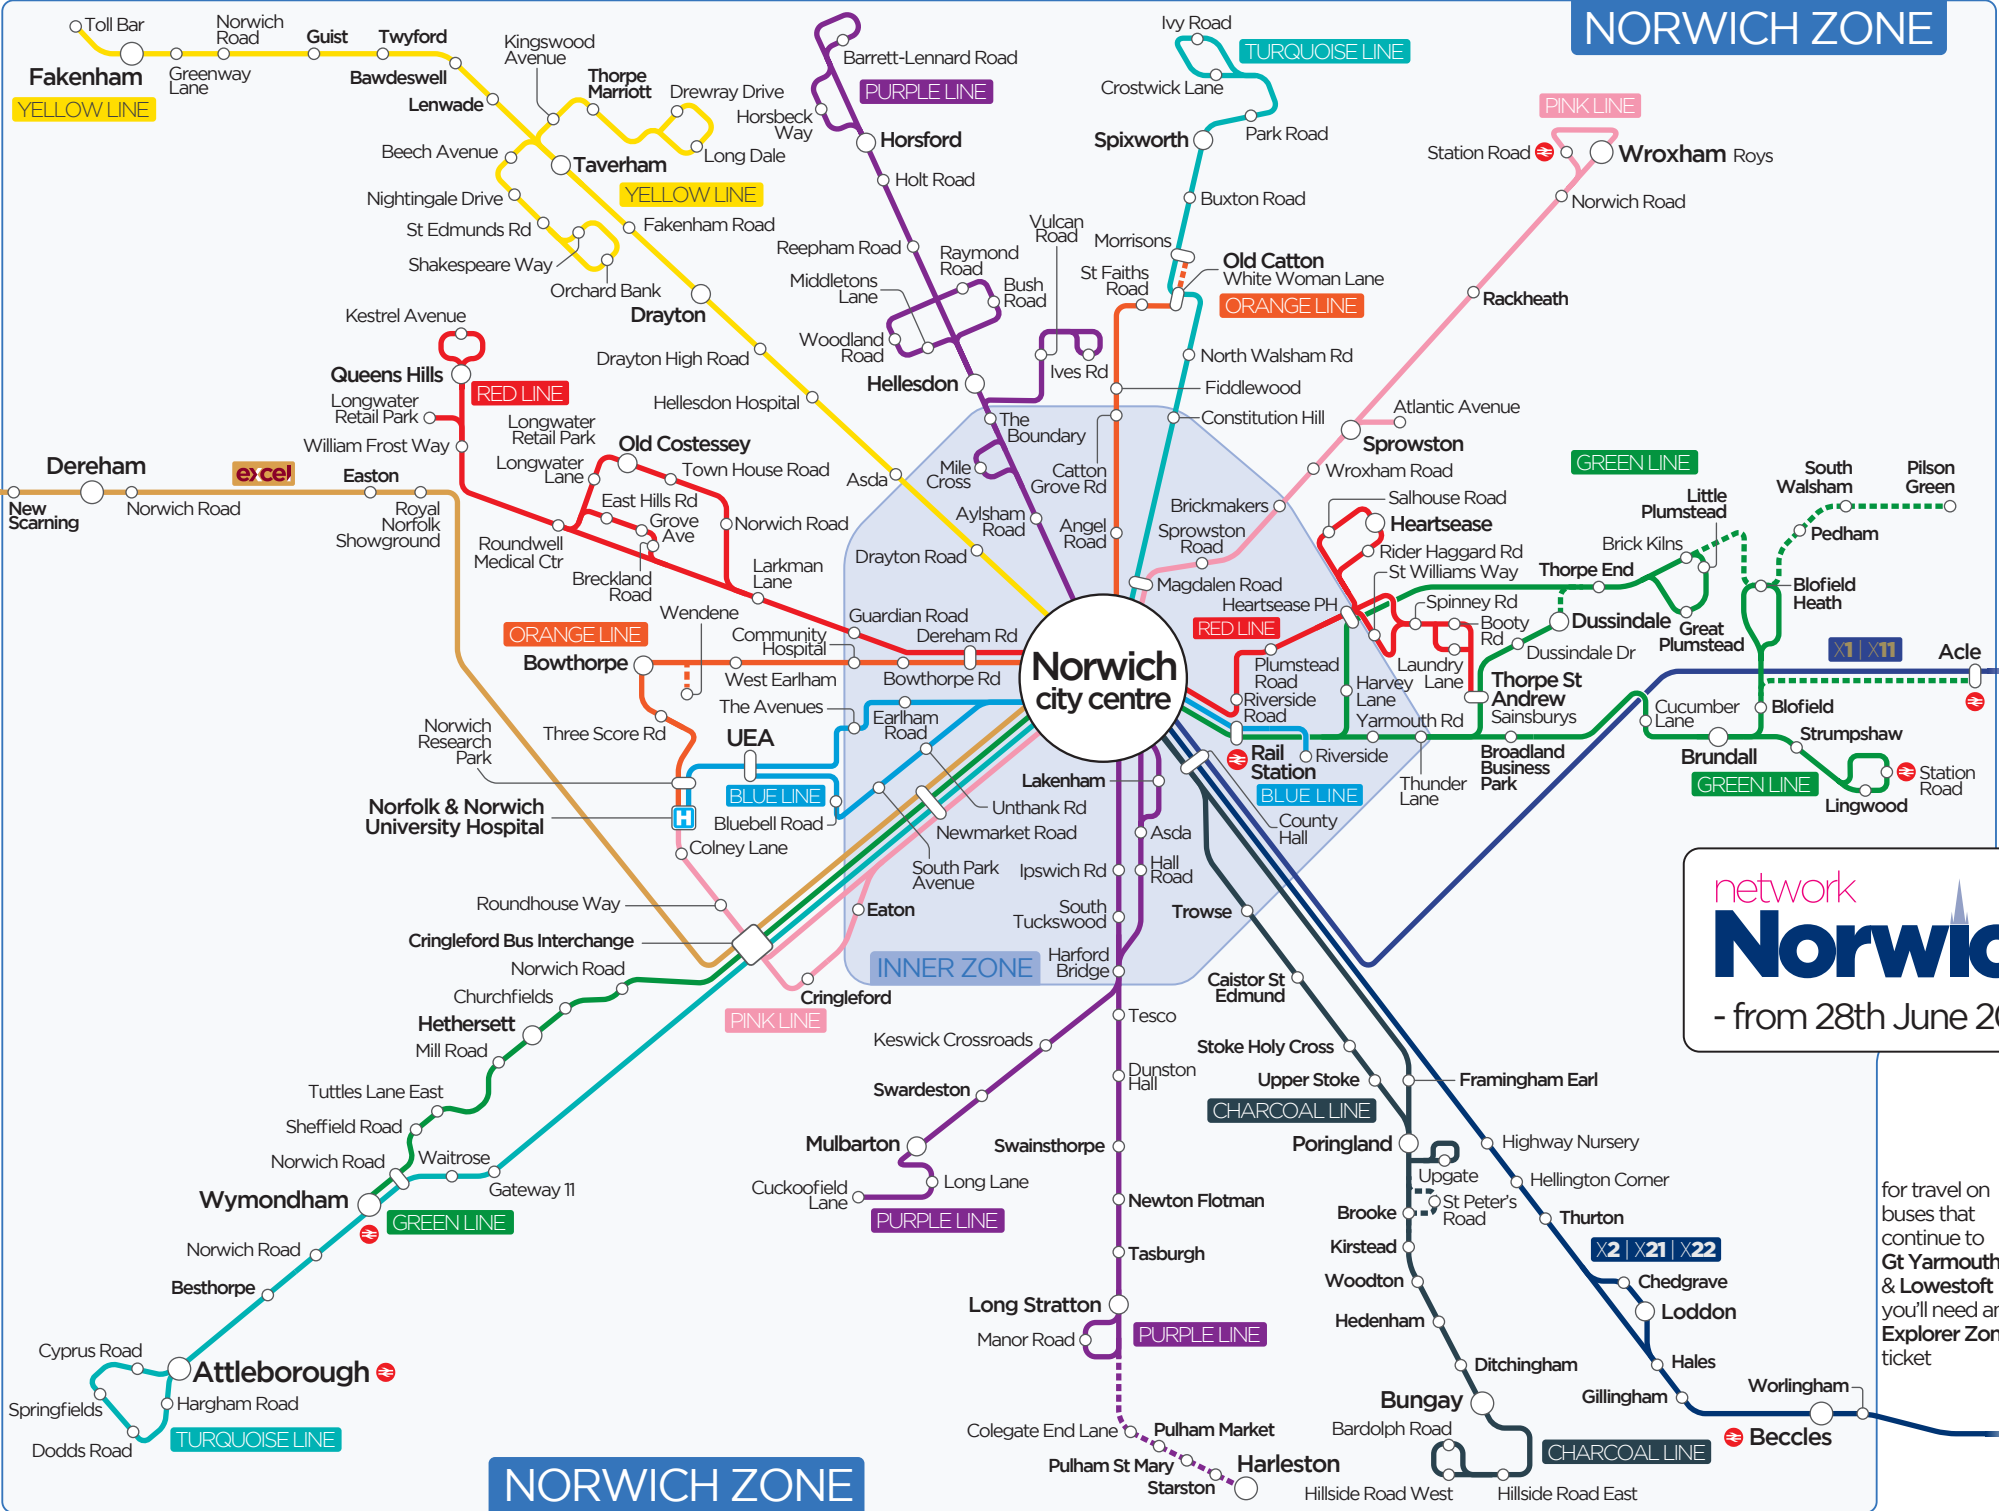 NORWICH ZONE
Toll Bar
Fakenham
YELLOW LINE
Greenway
Lane
Norwich
Road
Guist
Twyford
Bawdeswell
Lenwade
Kingswood
Avenue
Thorpe
Marriott
Drewray Drive
Long Dale
Beech Avenue
Taverham
YELLOW LINE
Nightingale Drive
St Edmunds Rd
Shakespeare Way
Orchard Bank
Fakenham Road
Drayton
Drayton High Road
Hellesdon Hospital
Asda
Drayton Road
Barrett-Lennard Road
PURPLE LINE
Horsbeck
Way
Horsford
Holt Road
Reepham Road
Raymond
Road
Middletons
Lane
Bush
Road
Woodland
Road
Hellesdon
Vulcan
Road
Ives Rd
The
Boundary
Mile
Cross
Aylsham
Road
Ivy Road
TURQUOISE LINE
Crostwick Lane
Park Road
Spixworth
Buxton Road
Morrisons
Old Catton
White Woman Lane
St Faiths
Road
ORANGE LINE
North Walsham Rd
Fiddlewood
Constitution Hill
Catton
Grove Rd
Angel
Road
PINK LINE
Station Road
Wroxham Roys
Norwich Road
Rackheath
Atlantic Avenue
Sprowston
Wroxham Road
Brickmakers
Sprowston
Road
Magdalen Road
Kestrel Avenue
Queens Hills
RED LINE
Longwater
Retail Park
William Frost Way
Longwater
Retail Park
Old Costessey
Longwater
Lane
Town House Road
East Hills Rd
Grove
Ave
Norwich Road
Roundwell
Medical Ctr
Breckland
Road
Larkman
Lane
Guardian Road
Dereham Rd
Dereham
excel
Easton
New
Scarning
Norwich Road
Royal
Norfolk
Showground
Wendene
ORANGE LINE
Community
Hospital
Bowthorpe
West Earlham
Bowthorpe Rd
The Avenues
Earlham
Road
Three Score Rd
Norwich
Research
Park
UEA
BLUE LINE
Norfolk & Norwich
University Hospital
H
Bluebell Road
Colney Lane
Unthank Rd
Newmarket Road
South Park
Avenue
Roundhouse Way
Eaton
Cringleford Bus Interchange
INNER ZONE
Norwich
city centre
Salhouse Road
Heartsease
Rider Haggard Rd
St Williams Way
Heartsease PH
RED LINE
Spinney Rd
Booty
Rd
Plumstead
Road
Laundry
Lane
Riverside
Road
Harvey
Lane
Yarmouth Rd
Rail
Station
Riverside
BLUE LINE
Thunder
Lane
County
Hall
GREEN LINE
Little
Plumstead
South
Walsham
Pilson
Green
Pedham
Brick Kilns
Thorpe End
Blofield
Heath
Dussindale
Great
Plumstead
Dussindale Dr
X1 | X11
Acle
Thorpe St
Andrew
Sainsburys
Cucumber
Lane
Blofield
Broadland
Business
Park
Brundall
Strumpshaw
GREEN LINE
Station
Road
Lingwood
network
Norwic
- from 28th June 20
Lakenham
Asda
Ipswich Rd
Hall
Road
South
Tuckswood
Harford
Bridge
Trowse
Norwich Road
Cringleford
PINK LINE
Churchfields
Hethersett
Mill Road
Tuttles Lane East
Sheffield Road
Norwich Road
Waitrose
Gateway 11
Wymondham
GREEN LINE
Norwich Road
Besthorpe
Cyprus Road
Attleborough
Springfields
Hargham Road
Dodds Road
TURQUOISE LINE
Keswick Crossroads
Tesco
Swardeston
Dunston
Hall
Mulbarton
Swainsthorpe
Cuckoofield
Lane
Long Lane
PURPLE LINE
Newton Flotman
Tasburgh
Long Stratton
Manor Road
PURPLE LINE
Colegate End Lane
Pulham Market
Pulham St Mary
Starston
Harleston
Caistor St
Edmund
Stoke Holy Cross
Upper Stoke
Framingham Earl
CHARCOAL LINE
Poringland
Upgate
St Peter's
Road
Brooke
Kirstead
Woodton
Hedenham
Ditchingham
Bungay
Bardolph Road
CHARCOAL LINE
Hillside Road West
Hillside Road East
Highway Nursery
Hellington Corner
Thurton
X2 | X21 | X22
Chedgrave
Loddon
Hales
Gillingham
Worlingham
Beccles
for travel on
buses that
continue to
Gt Yarmouth
& Lowestoft
you'll need an
Explorer Zon
ticket
NORWICH ZONE